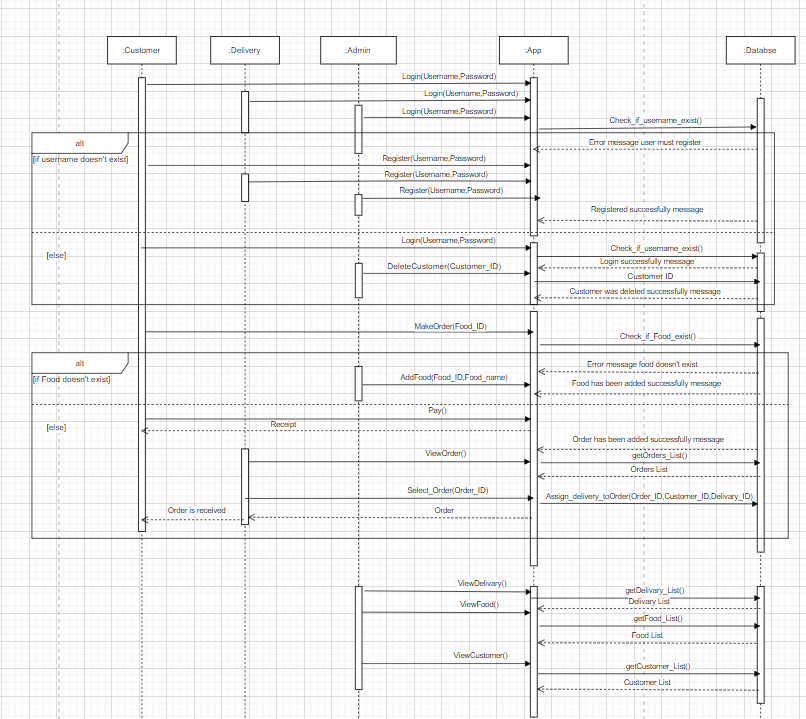 :Customer
:Delivery
:Admin
:App
:Databse
Login(Username,Password)
Login(Username,Password)
Login(Username,Password)
Check_if_username_exist()
alt
[if username doesn't exist]
Error message user must register
Register(Username,Password)
Register(Username,Password)
Register(Username,Password)
Registered successfully message
[else]
Login(Username,Password)
Check_if_username_exist()
Login successfully message
DeleteCustomer(Customer_ID)
Customer ID
Customer was deleted successfully message
MakeOrder(Food_ID)
Check_if_Food_exist()
alt
[if Food doesn't exist]
Error message food doesn't exist
AddFood(Food_ID,Food_name)
Food has been added successfully message
[else]
Pay()
Receipt
Order has been added successfully message
ViewOrder()
getOrders_List()
Orders List
Select_Order(Order_ID)
Assign_delivery_toOrder(Order_ID,Customer_ID,Delivary_ID)
Order is received
Order
ViewDelivary()
getDelivary_List()
Delivary List
ViewFood()
getFood_List()
Food List
ViewCustomer()
getCustomer_List()
Customer List